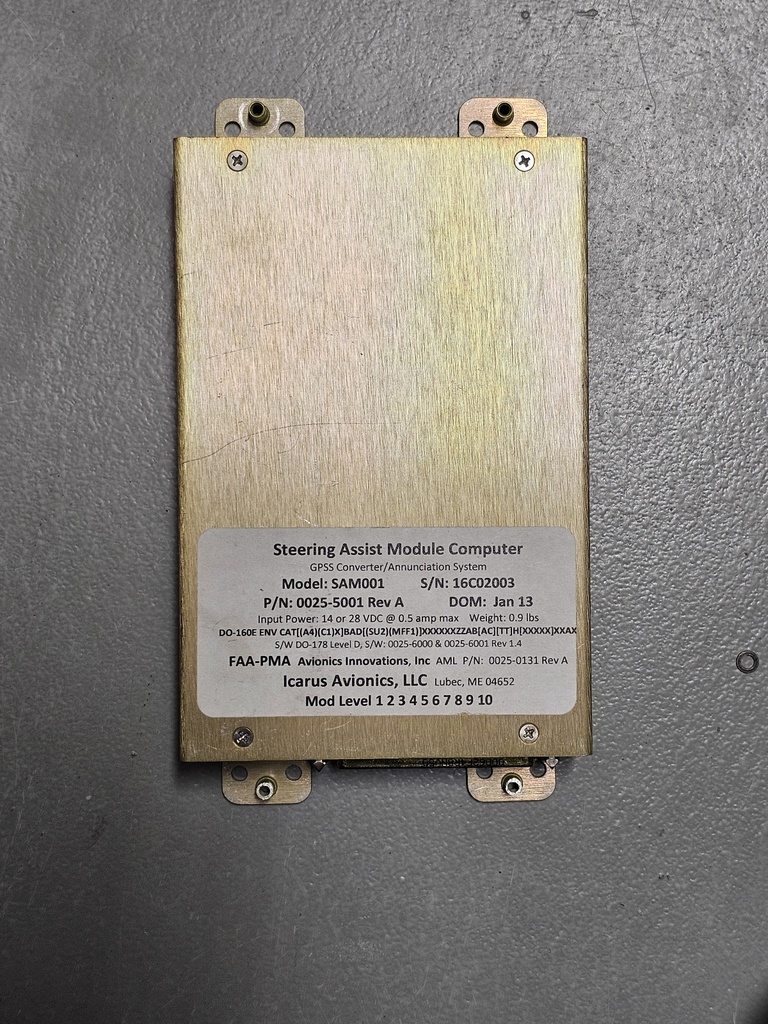 Steering Assist Module Computer
GPSS Converter/Annunciation System
Model: SAM001 S/N: 16C02003
P/N: 0025-5001 Rev A DOM: Jan 13
Input Power: 14 or 28 VDC @ 0.5 amp max Weight: 0.9 lbs
DO-160E ENV CAT[(A4)(C1)X]BAD[(SU2)(MFF1)]XXXXXXZZAB[AC][TT]H[XXXXX]XXAX
S/W DO-178 Level D, S/W: 0025-6000 & 0025-6001 Rev 1.4
FAA-PMA Avionics Innovations, Inc AML P/N: 0025-0131 Rev A
Icarus Avionics, LLC Lubec, ME 04652
Mod Level 1 2 3 4 5 6 7 8 9 10